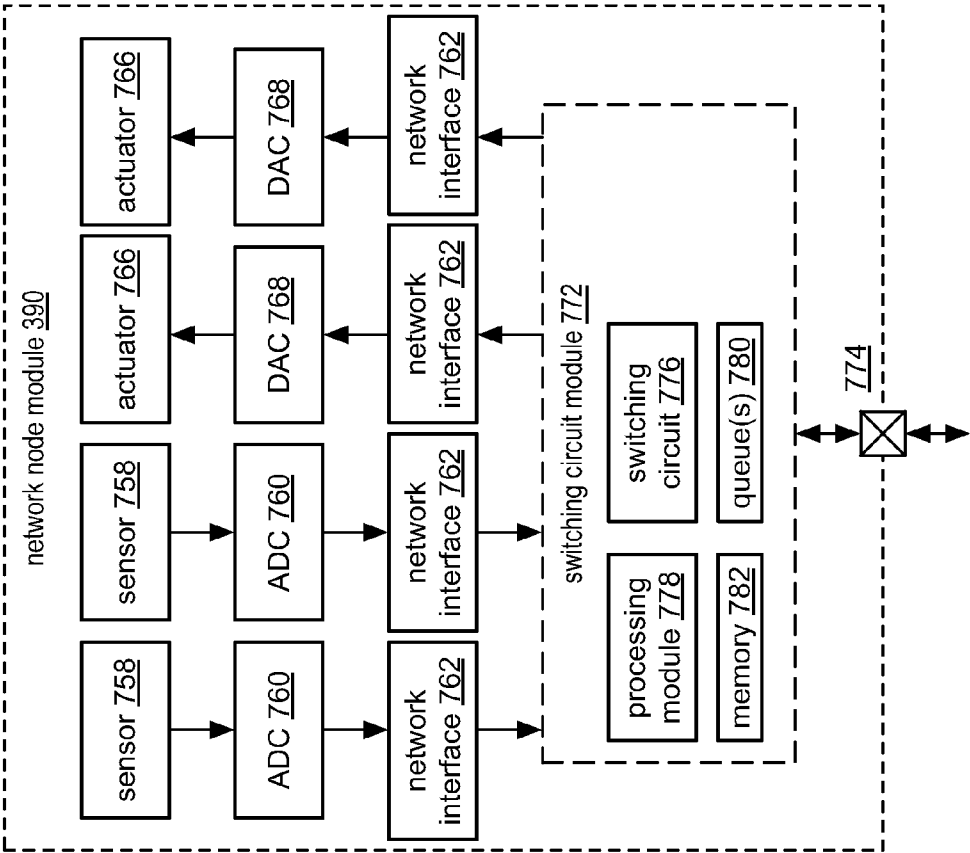 network node module 390
sensor 758
sensor 758
actuator 766
actuator 766
ADC 760
ADC 760
DAC 768
DAC 768
network
interface 762
network
interface 762
network
interface 762
network
interface 762
switching circuit module 772
processing
module 778
switching
circuit 776
memory 782
queue(s) 780
774